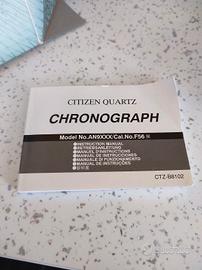 CITIZEN QUARTZ
CHRONOGRAPH
Model No.AN9XXX/Cal.No.F56
●INSTRUCTION MANUAL
●BETRIEBSANLEITUNG
●MANUEL D'INSTRUCTIONS
●MANUAL DE INSTRUCCIONES
●MANUALE DI FUNZIONAMENTO
●MANUAL DE INSTRUÇÕES
CTZ-B8102